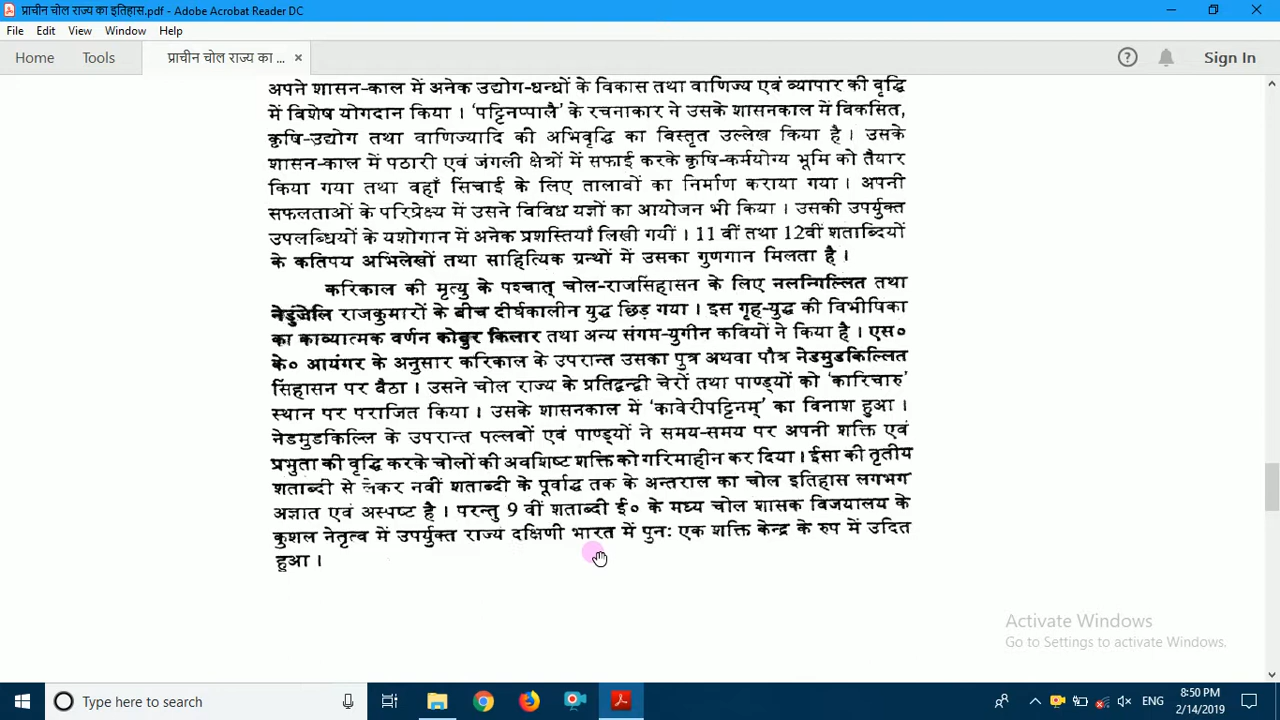 प्राचीन चोल राज्य का इतिहास.pdf - Adobe Acrobat Reader DC
File Edit View Window Help
Home Tools प्राचीन चोल राज्य का ... × Sign In
अपने शासन-काल में अनेक उद्योग-धन्धों के विकास तथा वाणिज्य एवं व्यापार की वृद्धि
में विशेष योगदान किया । 'पट्टिनप्पालै' के रचनाकार ने उसके शासनकाल में विकसित,
कृषि-उद्योग तथा वाणिज्यादि की अभिवृद्धि का विस्तृत उल्लेख किया है । उसके
शासन-काल में पठारी एवं जंगली क्षेत्रों में सफाई करके कृषि-कर्मयोग्य भूमि को तैयार
किया गया तथा वहाँ सिंचाई के लिए तालावों का निर्माण कराया गया । अपनी
सफलताओं के परिप्रेक्ष्य में उसने विविध यज्ञों का आयोजन भी किया । उसकी उपर्युक्त
उपलब्धियों के यशोगान में अनेक प्रशस्तियाँ लिखी गयीं । 11 वीं तथा 12वीं शताब्दियों
के कतिपय अभिलेखों तथा साहित्यिक ग्रन्थों में उसका गुणगान मिलता है ।
करिकाल की मृत्यु के पश्चात् चोल-राजसिंहासन के लिए नलन्गिल्लित तथा
नेडुंजेलि राजकुमारों के बीच दीर्घकालीन युद्ध छिड़ गया । इस गृह-युद्ध की विभीषिका
का काव्यात्मक वर्णन कोवुर किलार तथा अन्य संगम-युगीन कवियों ने किया है । एस०
के० आयंगर के अनुसार करिकाल के उपरान्त उसका पुत्र अथवा पौत्र नेडमुडकिल्लित
सिंहासन पर वैठा । उसने चोल राज्य के प्रतिद्वन्द्वी चेरों तथा पाण्ड्यों को 'कारिचारु'
स्थान पर पराजित किया । उसके शासनकाल में 'कावेरीपट्टिनम्' का विनाश हुआ ।
नेडमुडकिल्लि के उपरान्त पल्लवों एवं पाण्ड्यों ने समय-समय पर अपनी शक्ति एवं
प्रभुता की वृद्धि करके चोलों की अवशिष्ट शक्ति को गरिमाहीन कर दिया । ईसा की तृतीय
शताब्दी से लेकर नवीं शताब्दी के पूर्वाद्ध तक के अन्तराल का चोल इतिहास लगभग
अज्ञात एवं अस्पष्ट है । परन्तु 9 वीं शताब्दी ई० के मध्य चोल शासक विजयालय के
कुशल नेतृत्व में उपर्युक्त राज्य दक्षिणी भारत में पुनः एक शक्ति केन्द्र के रुप में उदित
हुआ ।
Activate Windows
Go to Settings to activate Windows.
Type here to search ENG 8:50 PM
2/14/2019